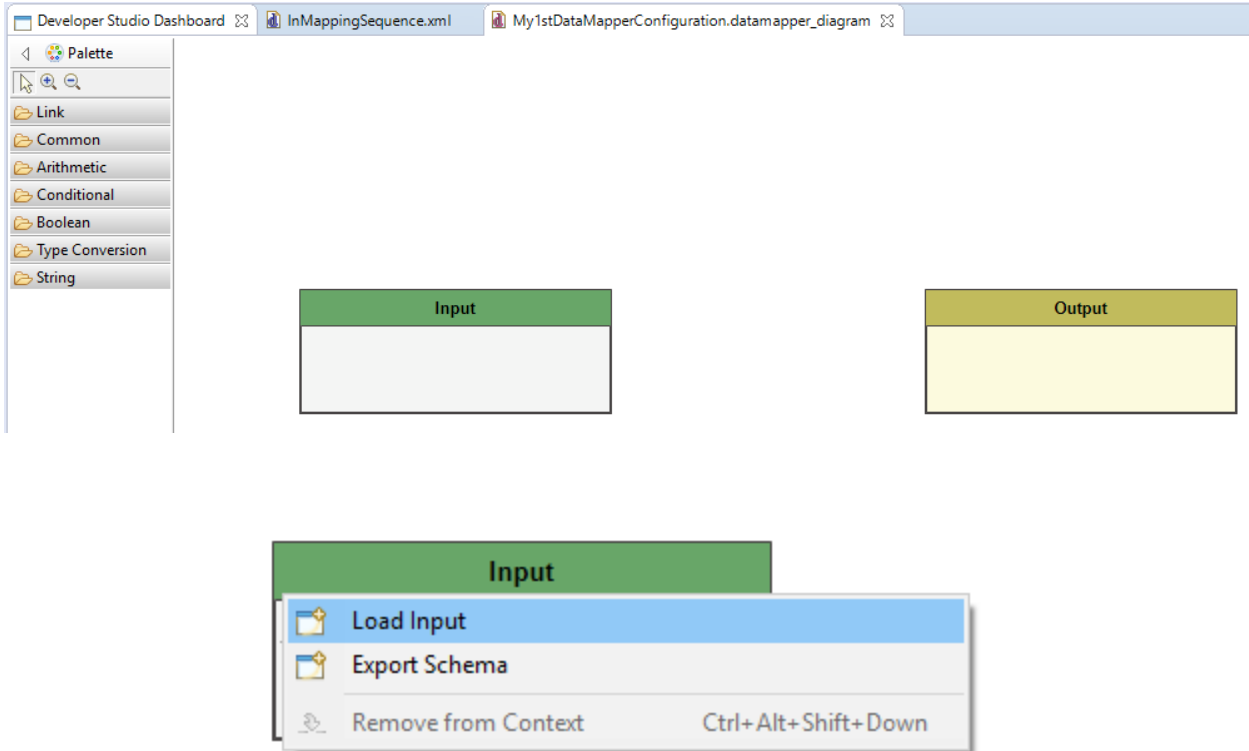 Developer Studio Dashboard InMappingSequence.xml My1stDataMapperConfiguration.datamapper_diagram
Palette
Link
Common
Arithmetic
Conditional
Boolean
Type Conversion
String
Input Output
Input
Load Input
Export Schema
Remove from Context Ctrl+Alt+Shift+Down